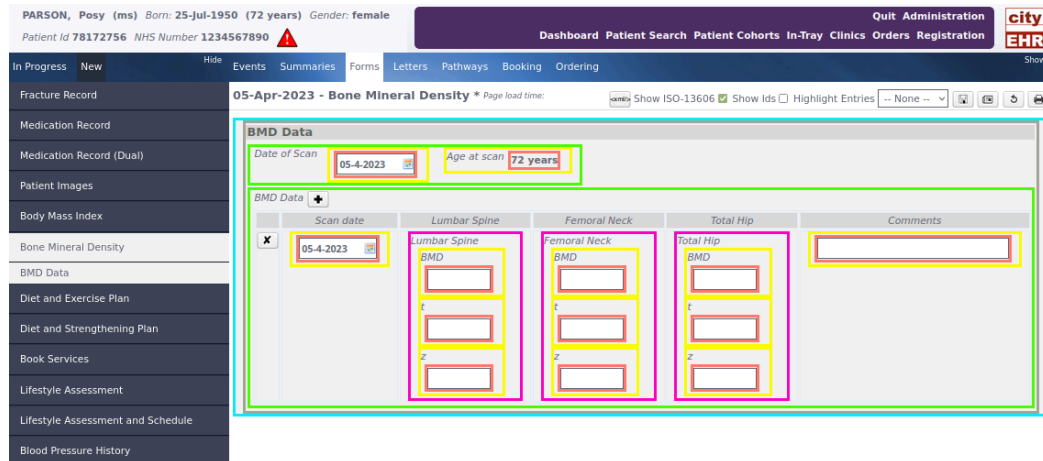 PARSON, Posy (ms) Born: 25-Jul-1950 (72 years) Gender: female
Patient Id 78172756 NHS Number 1234567890
Quit Administration
Dashboard Patient Search Patient Cohorts In-Tray Clinics Orders Registration
city
EHR
In Progress New Hide
Events Summaries Forms Letters Pathways Booking Ordering
Show
Fracture Record
Medication Record
Medication Record (Dual)
Patient Images
Body Mass Index
Bone Mineral Density
BMD Data
Diet and Exercise Plan
Diet and Strengthening Plan
Book Services
Lifestyle Assessment
Lifestyle Assessment and Schedule
Blood Pressure History
05-Apr-2023 - Bone Mineral Density * Page load time:
Show ISO-13606 Show Ids Highlight Entries -- None --
BMD Data
Date of Scan 05-4-2023 Age at scan 72 years
BMD Data
Scan date Lumbar Spine Femoral Neck Total Hip Comments
x 05-4-2023 Lumbar Spine Femoral Neck Total Hip
BMD BMD BMD
t t t
z z z